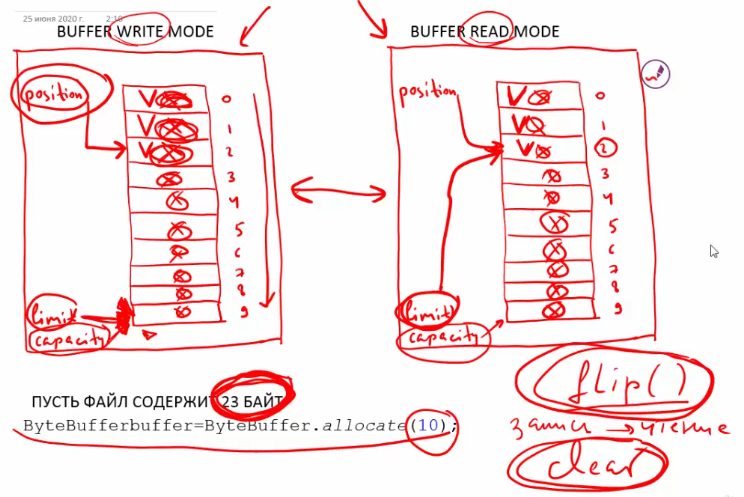 25 июня 2020 г. 2:18
BUFFER WRITE MODE
BUFFER READ MODE
position
position
V 0
V 0
V 1
V 1
V 2
V 2
3
3
4
4
5
5
6
6
7
7
8
8
9
9
limit
limit
capacity
capacity
flip()
ПУСТЬ ФАЙЛ СОДЕРЖИТ 23 БАЙТ
ByteBufferbuffer=ByteBuffer.allocate(10);
запись → чтение
clear